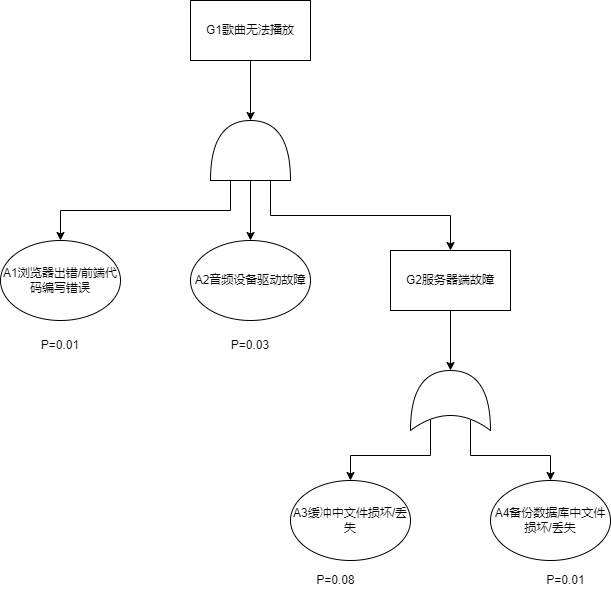 G1歌曲无法播放
A1浏览器出错/前端代
码编写错误
A2音频设备驱动故障
G2服务器端故障
P=0.01
P=0.03
A3缓冲中文件损坏/丢
失
A4备份数据库中文件
损坏/丢失
P=0.08
P=0.01